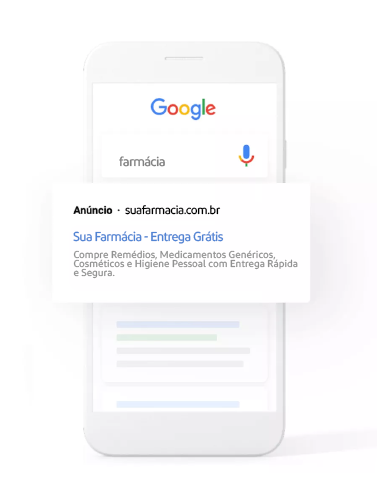 Google
farmácia
Anúncio · suafarmacia.com.br
Sua Farmácia - Entrega Grátis
Compre Remédios, Medicamentos Genéricos,
Cosméticos e Higiene Pessoal com Entrega Rápida
e Segura.